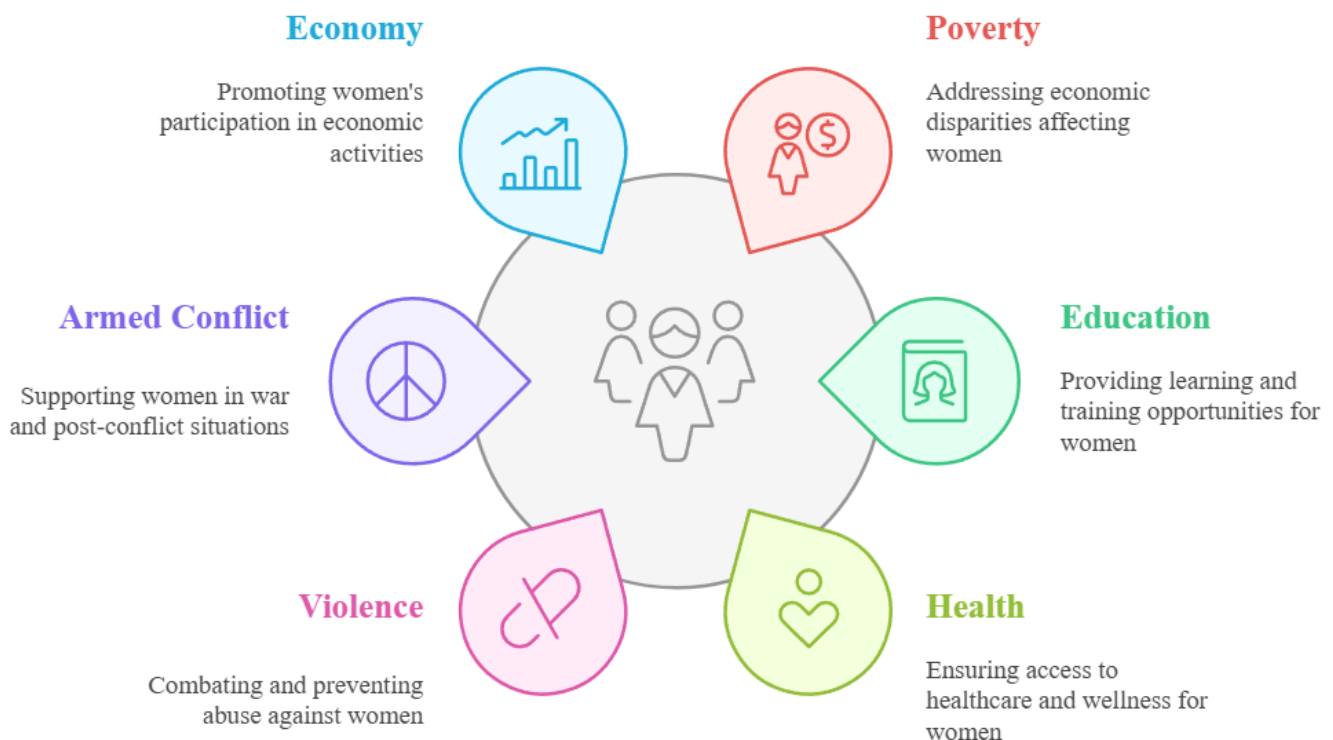 Economy
Promoting women's
participation in economic
activities
Poverty
Addressing economic
disparities affecting
women
$
Armed Conflict
Supporting women in war
and post-conflict situations
Education
Providing learning and
training opportunities for
women
Violence
Combating and preventing
abuse against women
Health
Ensuring access to
healthcare and wellness for
women